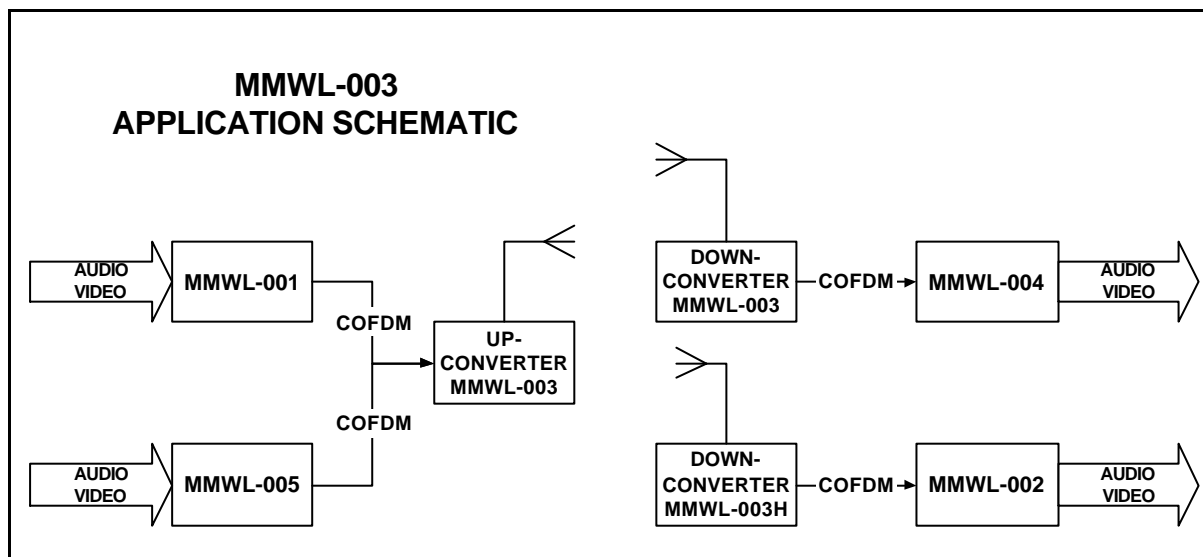 MMWL-003
APPLICATION SCHEMATIC
AUDIO
VIDEO
MMWL-001
COFDM
UP-
CONVERTER
MMWL-003
COFDM
AUDIO
VIDEO
MMWL-005
DOWN-
CONVERTER
MMWL-003
COFDM
MMWL-004
AUDIO
VIDEO
DOWN-
CONVERTER
MMWL-003H
COFDM
MMWL-002
AUDIO
VIDEO